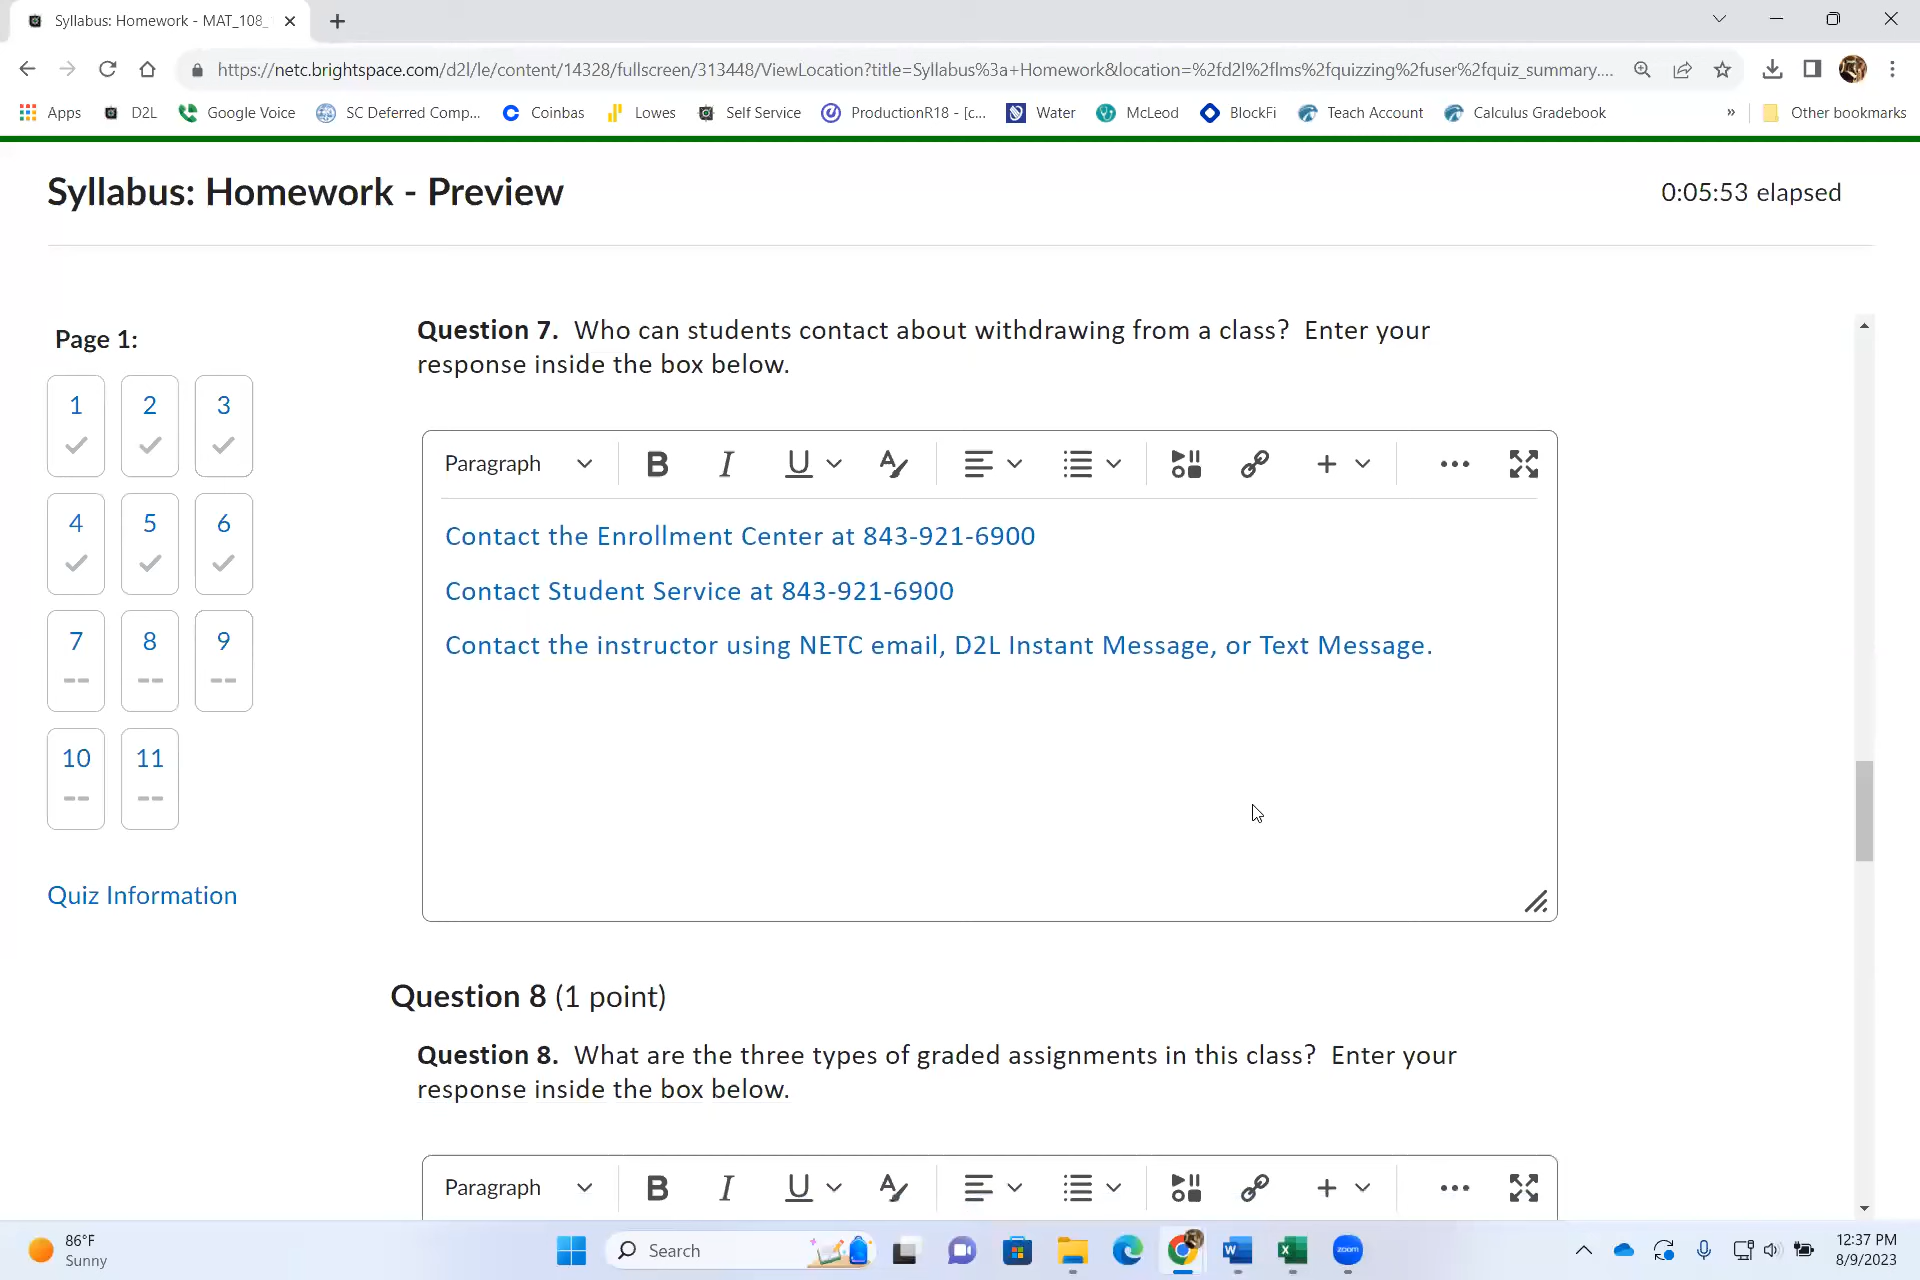 Syllabus: Homework - MAT_108_
https://netc.brightspace.com/d2l/le/content/14328/fullscreen/313448/ViewLocation?title=Syllabus%3a+Homework&location=%2fd2l%2flms%2fquizzing%2fuser%2fquiz_summary....
Apps D2L Google Voice SC Deferred Comp... Coinbas Lowes Self Service ProductionR18 - [c... Water McLeod BlockFi Teach Account Calculus Gradebook » Other bookmarks
Syllabus: Homework - Preview
0:05:53 elapsed
Page 1:
1 2 3
4 5 6
7 8 9
-- -- --
10 11
-- --
Quiz Information
Question 7. Who can students contact about withdrawing from a class? Enter your
response inside the box below.
Paragraph B I U
Contact the Enrollment Center at 843-921-6900
Contact Student Service at 843-921-6900
Contact the instructor using NETC email, D2L Instant Message, or Text Message.
Question 8 (1 point)
Question 8. What are the three types of graded assignments in this class? Enter your
response inside the box below.
Paragraph B I U
86°F
Sunny
Search
zoom
12:37 PM
8/9/2023